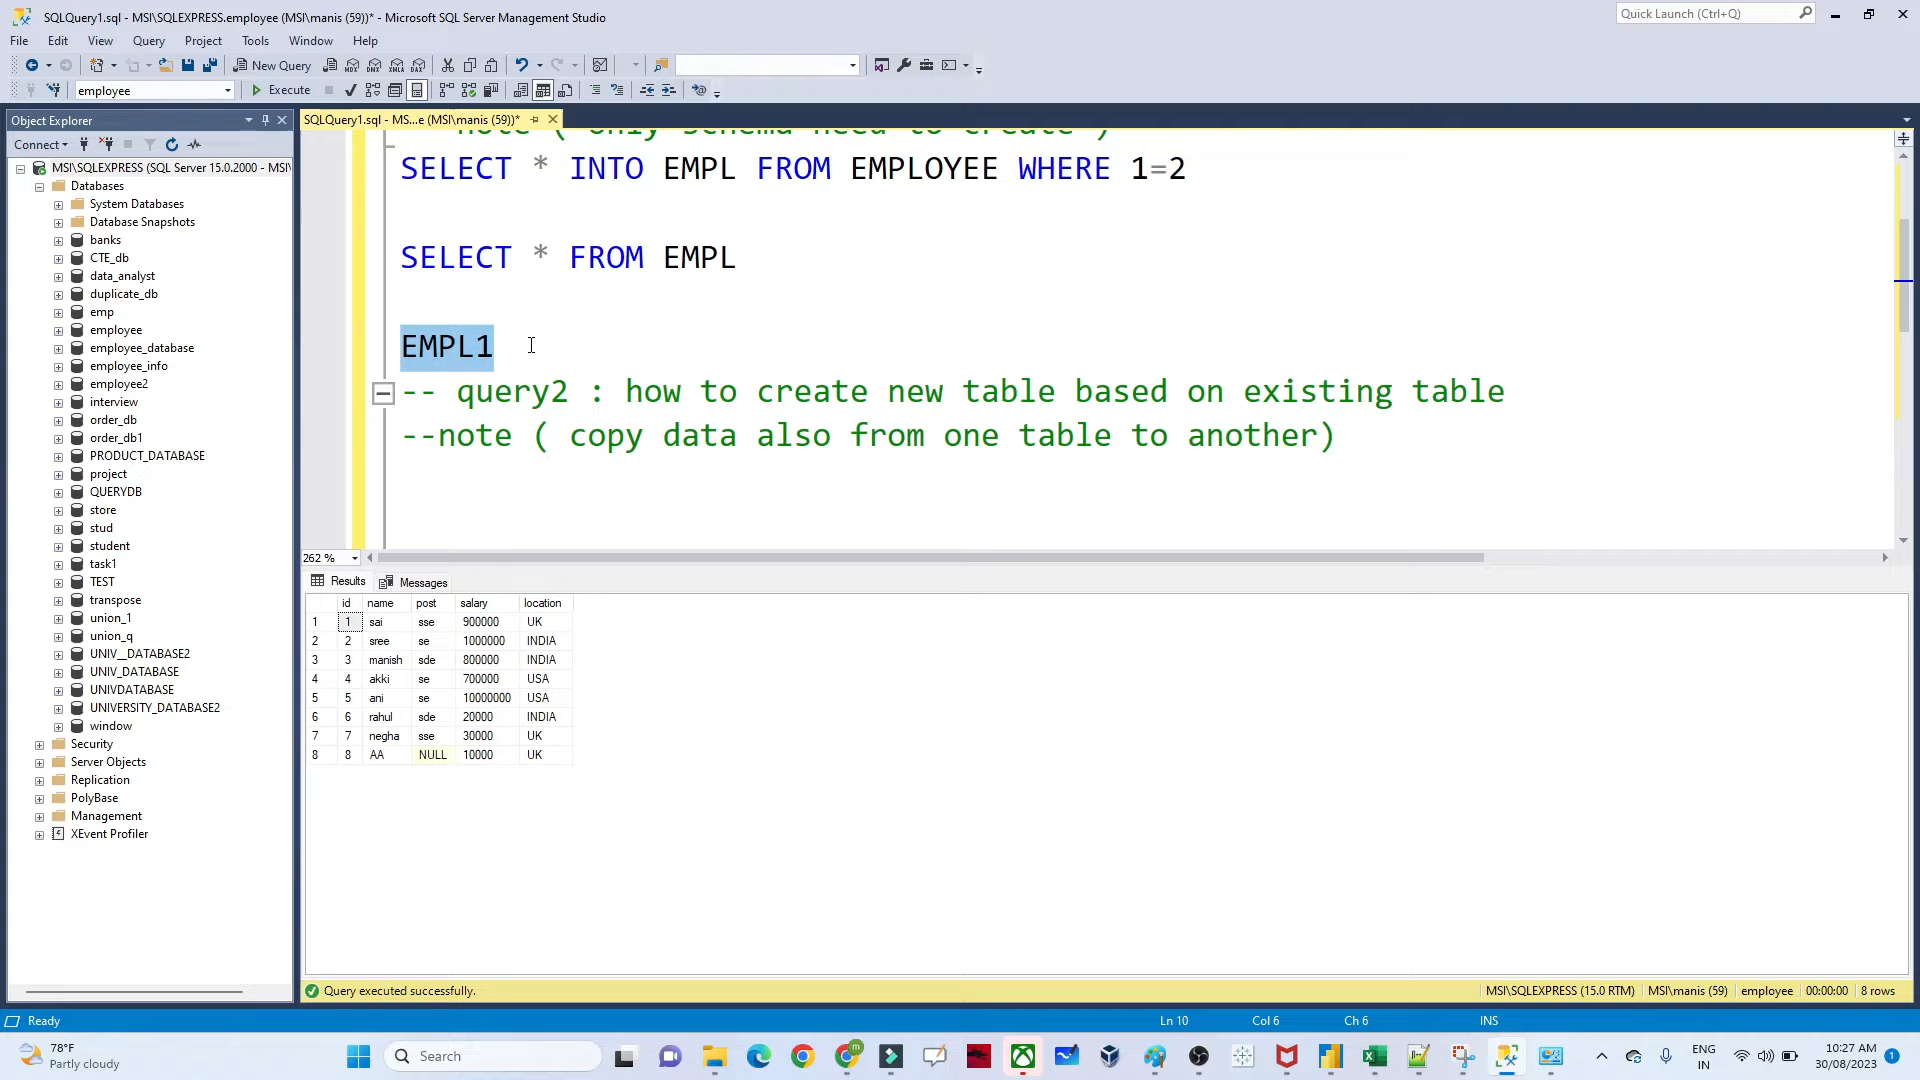 SQLQuery1.sql - MSI\SQLEXPRESS.employee (MSI\manis (59))* - Microsoft SQL Server Management Studio
Quick Launch (Ctrl+Q)
File Edit View Query Project Tools Window Help
New Query
employee
Execute
Object Explorer
SQLQuery1.sql - MS...e (MSI\manis (59))*
Connect
MSI\SQLEXPRESS (SQL Server 15.0.2000 - MSI\
Databases
System Databases
Database Snapshots
banks
CTE_db
data_analyst
duplicate_db
emp
employee
employee_database
employee_info
employee2
interview
order_db
order_db1
PRODUCT_DATABASE
project
QUERYDB
store
stud
student
task1
TEST
transpose
union_1
union_q
UNIV__DATABASE2
UNIV_DATABASE
UNIVDATABASE
UNIVERSITY_DATABASE2
window
Security
Server Objects
Replication
PolyBase
Management
XEvent Profiler
note ( only schema need to create )
SELECT * INTO EMPL FROM EMPLOYEE WHERE 1=2
SELECT * FROM EMPL
EMPL1
-- query2 : how to create new table based on existing table
--note ( copy data also from one table to another)
262 %
Results Messages
id name post salary location
1 1 sai sse 900000 UK
2 2 sree se 1000000 INDIA
3 3 manish sde 800000 INDIA
4 4 akki se 700000 USA
5 5 ani se 10000000 USA
6 6 rahul sde 20000 INDIA
7 7 negha sse 30000 UK
8 8 AA NULL 10000 UK
Query executed successfully.
MSI\SQLEXPRESS (15.0 RTM) MSI\manis (59) employee 00:00:00 8 rows
Ready
Ln 10 Col 6 Ch 6 INS
78°F
Partly cloudy
Search
ENG
IN
10:27 AM
30/08/2023
1